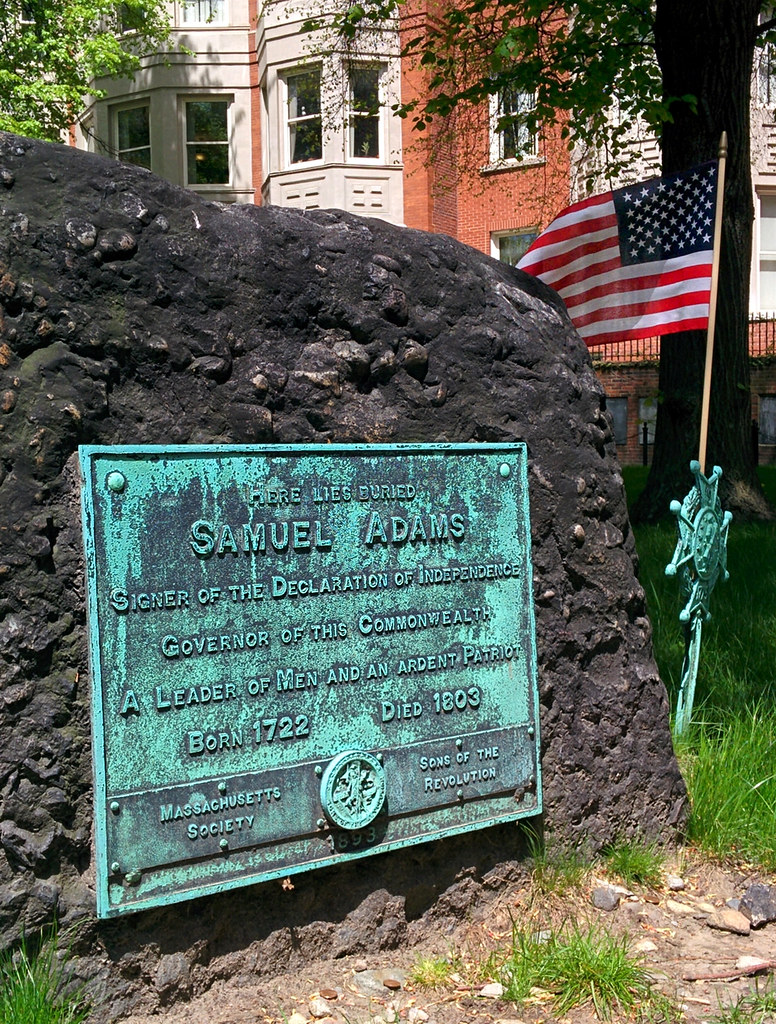 Here lies buried
Samuel Adams
Signer of the Declaration of Independence
Governor of this Commonwealth
A Leader of Men and an ardent Patriot
Born 1722 Died 1803
Massachusetts Society
Sons of the Revolution
1893